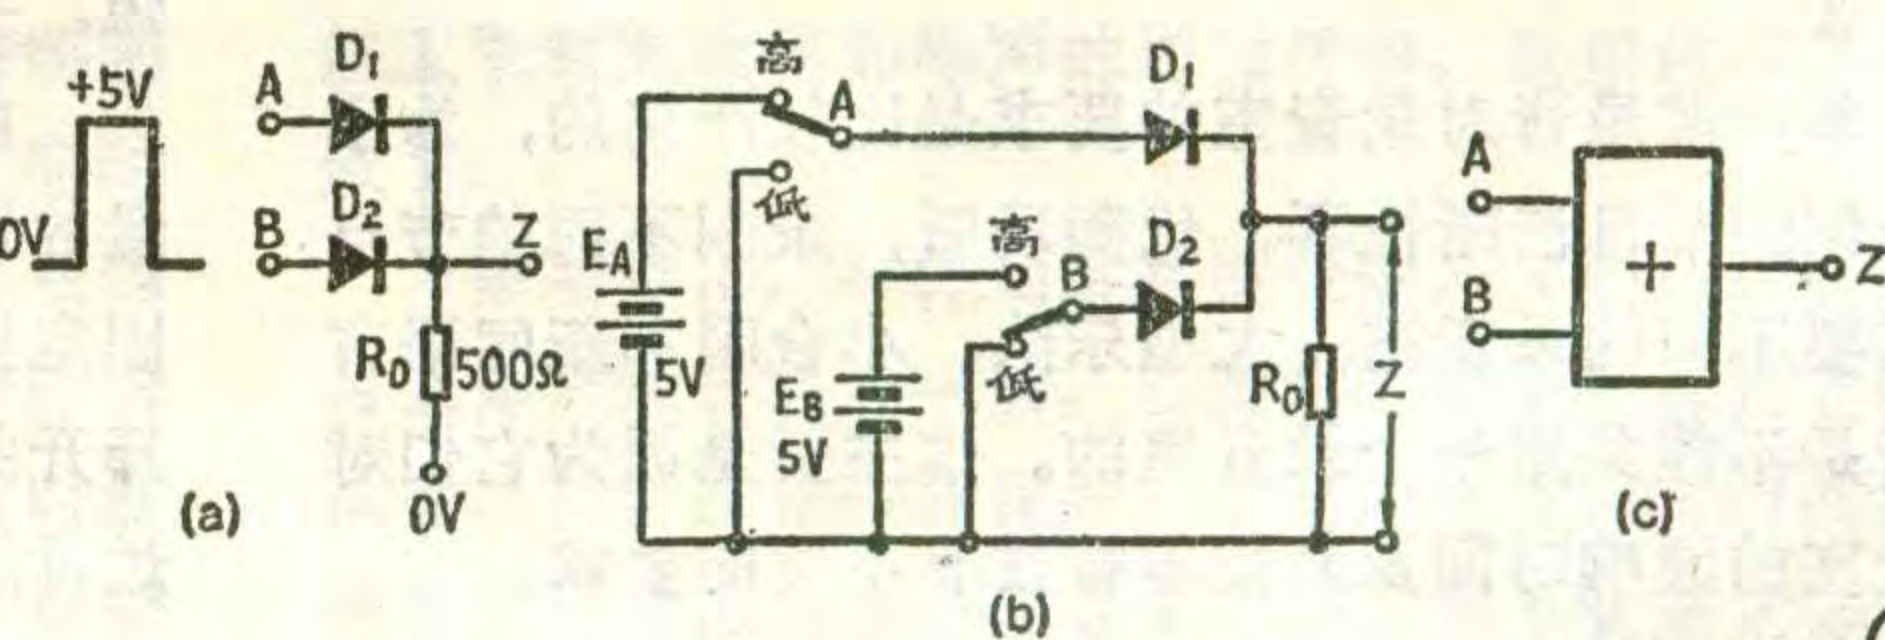 +5V
0V
A
D1
B
D2
Z
R0
500Ω
0V
(a)
高
A
低
EA
5V
高
B
低
EB
5V
D1
D2
R0
Z
(b)
A
B
+
Z
(c)